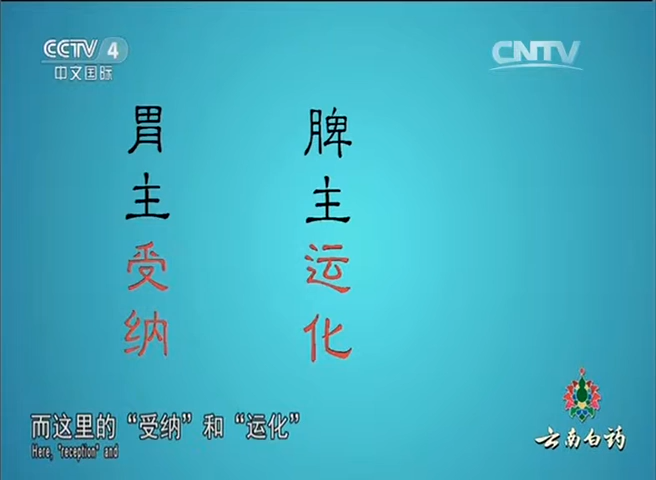 CCTV 4
中文国际
CNTV
胃主受纳
脾主运化
而这里的“受纳”和“运化”
Here, "reception" and
云南白药